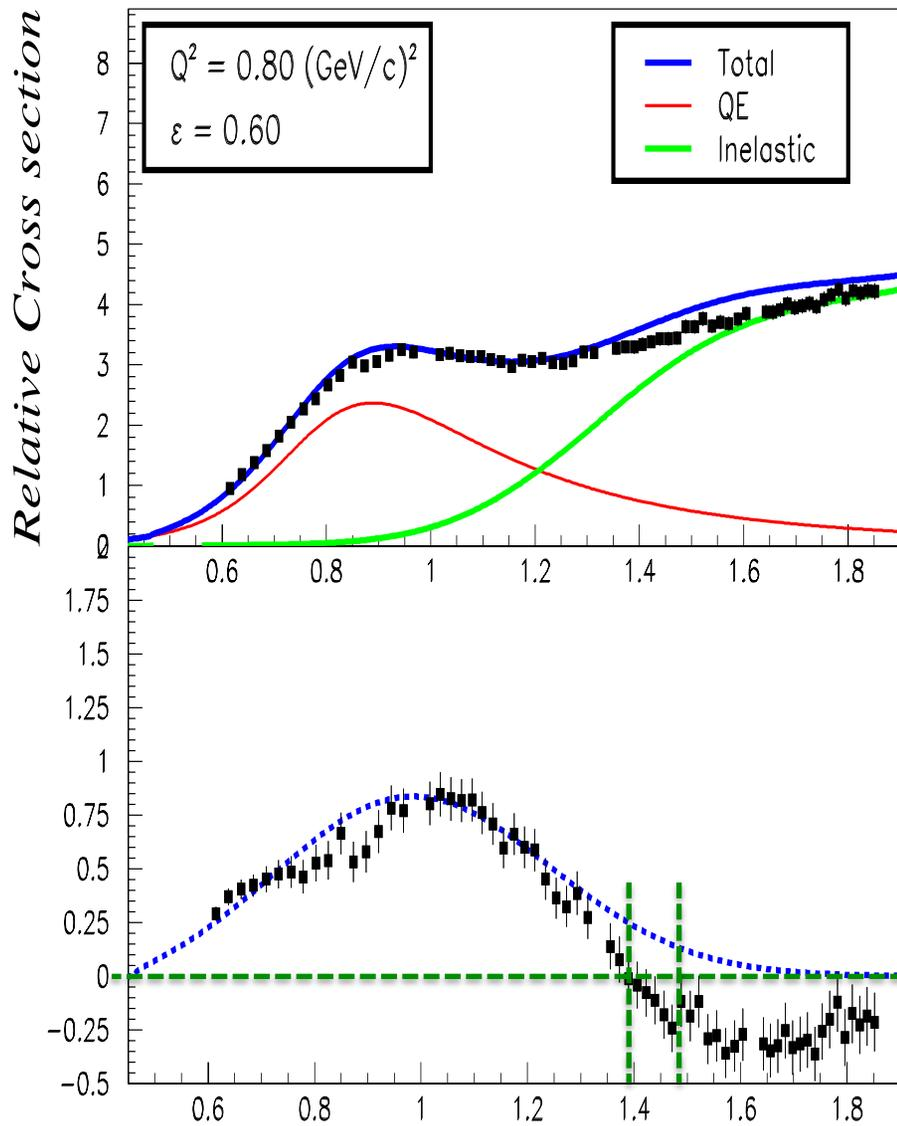 Relative Cross section
8
7
6
5
4
3
2
1
0
Q² = 0.80 (GeV/c)²
ε = 0.60
Total
QE
Inelastic
0.6 0.8 1 1.2 1.4 1.6 1.8
2
1.75
1.5
1.25
1
0.75
0.5
0.25
0
−0.25
−0.5
0.6 0.8 1 1.2 1.4 1.6 1.8